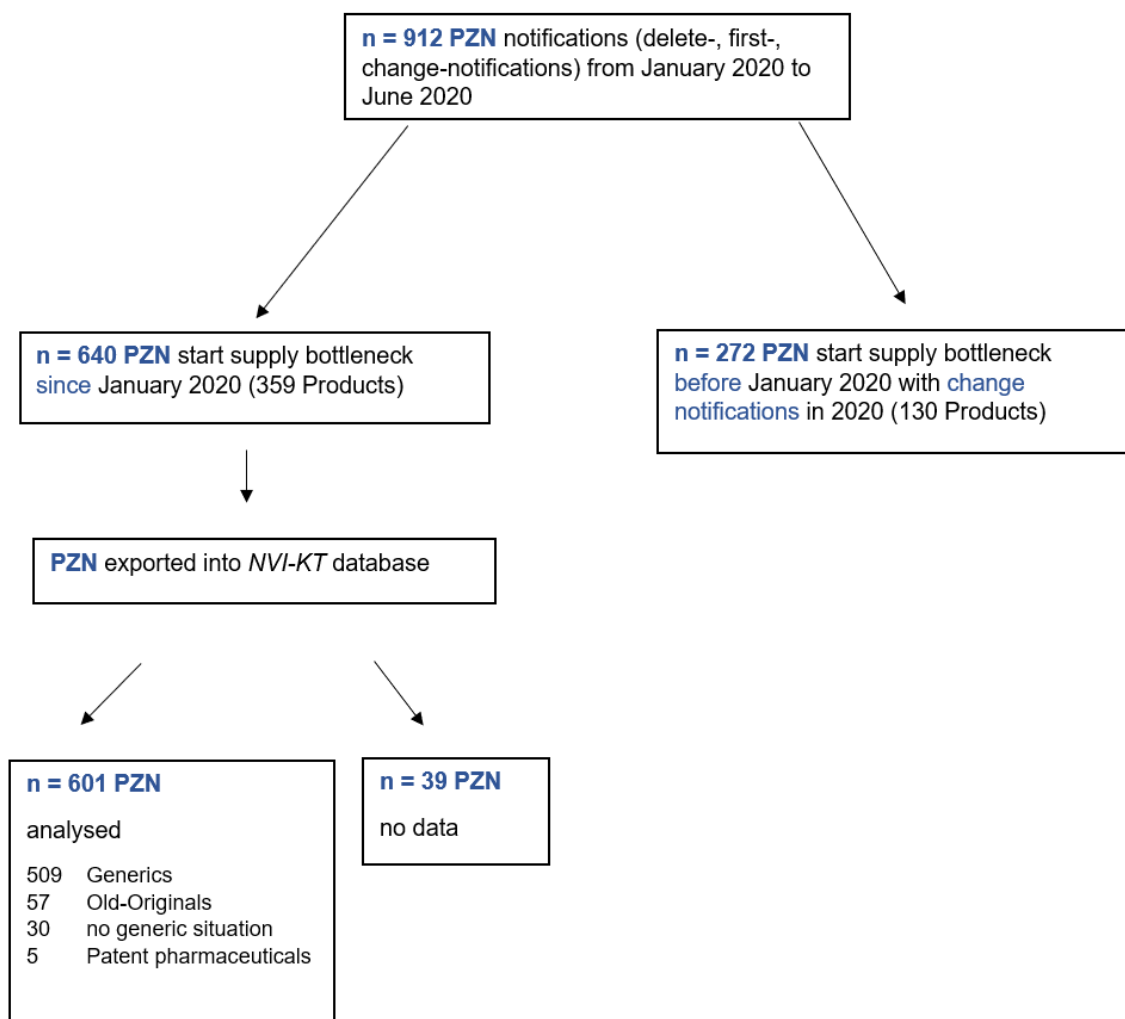 n = 912 PZN notifications (delete-, first-,
change-notifications) from January 2020 to
June 2020
n = 640 PZN start supply bottleneck
since January 2020 (359 Products)
n = 272 PZN start supply bottleneck
before January 2020 with change
notifications in 2020 (130 Products)
PZN exported into NVI-KT database
n = 601 PZN
analysed
509 Generics
57 Old-Originals
30 no generic situation
5 Patent pharmaceuticals
n = 39 PZN
no data